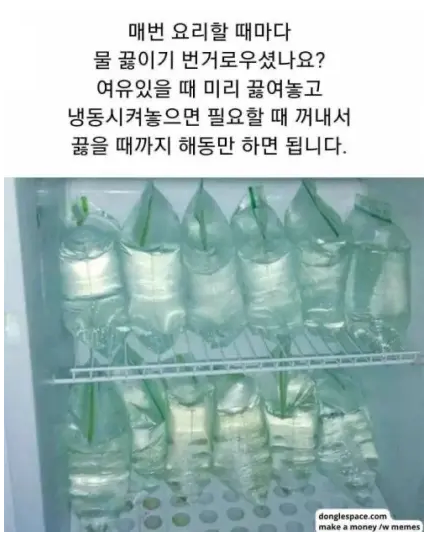 매번 요리할 때마다
물 끓이기 번거로우셨나요?
여유있을 때 미리 끓여놓고
냉동시켜놓으면 필요할 때 꺼내서
끓을 때까지 해동만 하면 됩니다.
donglespace.com
make a money /w memes